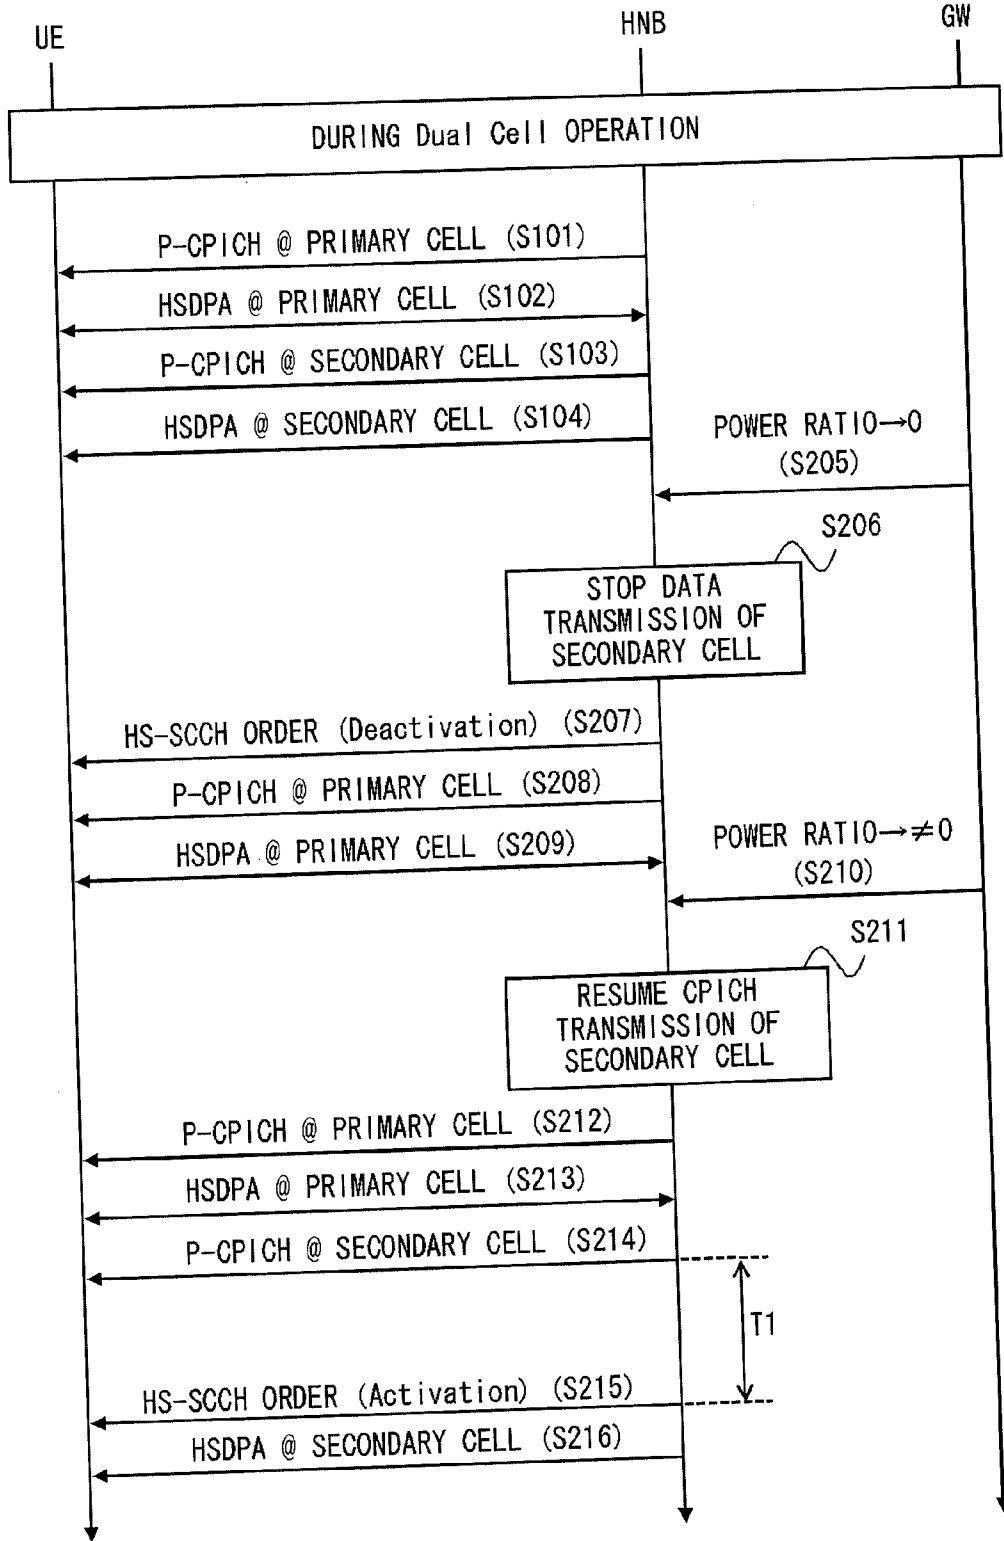 UE
HNB
GW
DURING Dual Cell OPERATION
P-CPICH @ PRIMARY CELL (S101)
HSDPA @ PRIMARY CELL (S102)
P-CPICH @ SECONDARY CELL (S103)
HSDPA @ SECONDARY CELL (S104)
POWER RATIO→0
(S205)
S206
STOP DATA
TRANSMISSION OF
SECONDARY CELL
HS-SCCH ORDER (Deactivation) (S207)
P-CPICH @ PRIMARY CELL (S208)
HSDPA @ PRIMARY CELL (S209)
POWER RATIO→≠0
(S210)
S211
RESUME CPICH
TRANSMISSION OF
SECONDARY CELL
P-CPICH @ PRIMARY CELL (S212)
HSDPA @ PRIMARY CELL (S213)
P-CPICH @ SECONDARY CELL (S214)
T1
HS-SCCH ORDER (Activation) (S215)
HSDPA @ SECONDARY CELL (S216)